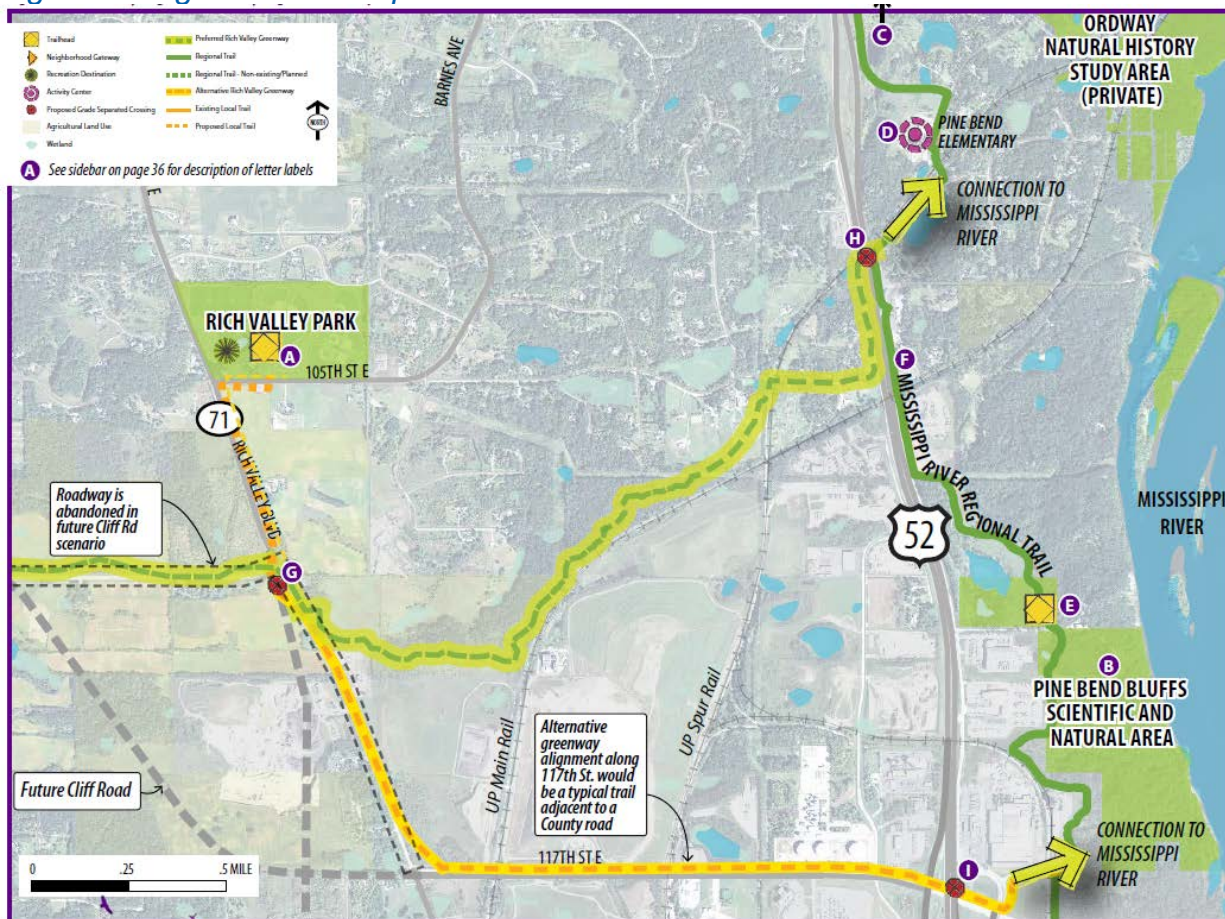 Trailhead
Neighborhood Gateway
Recreation Destination
Activity Center
Proposed Grade Separated Crossing
Agricultural Land Use
Wetland
Preferred Rich Valley Greenway
Regional Trail
Regional Trail - Non-existing/Planned
Alternative Rich Valley Greenway
Existing Local Trail
Proposed Local Trail
NORTH
A See sidebar on page 36 for description of letter labels
BARNES AVE
C
ORDWAY
NATURAL HISTORY
STUDY AREA
(PRIVATE)
D
PINE BEND
ELEMENTARY
E
CONNECTION TO
MISSISSIPPI
RIVER
H
RICH VALLEY PARK
A
105TH ST E
F
71
RICH VALLEY BLVD
MISSISSIPPI RIVER REGIONAL TRAIL
Roadway is
abandoned in
future Cliff Rd
scenario
MISSISSIPPI
RIVER
52
G
E
B
PINE BEND BLUFFS
SCIENTIFIC AND
NATURAL AREA
UP Main Rail
UP Spur Rail
Alternative
greenway
alignment along
117th St. would
be a typical trail
adjacent to a
County road
Future Cliff Road
CONNECTION TO
MISSISSIPPI
RIVER
117TH ST E
I
0 .25 .5 MILE